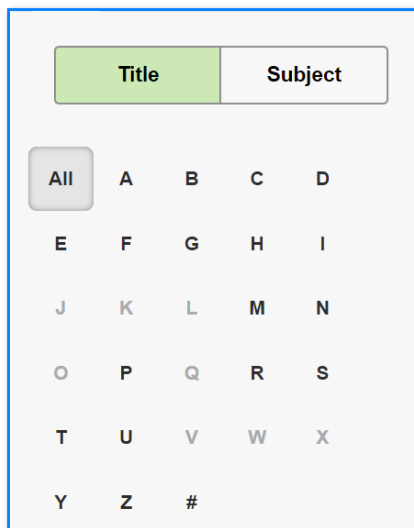 Title Subject
All A B C D
E F G H I
J K L M N
O P Q R S
T U V W X
Y Z #